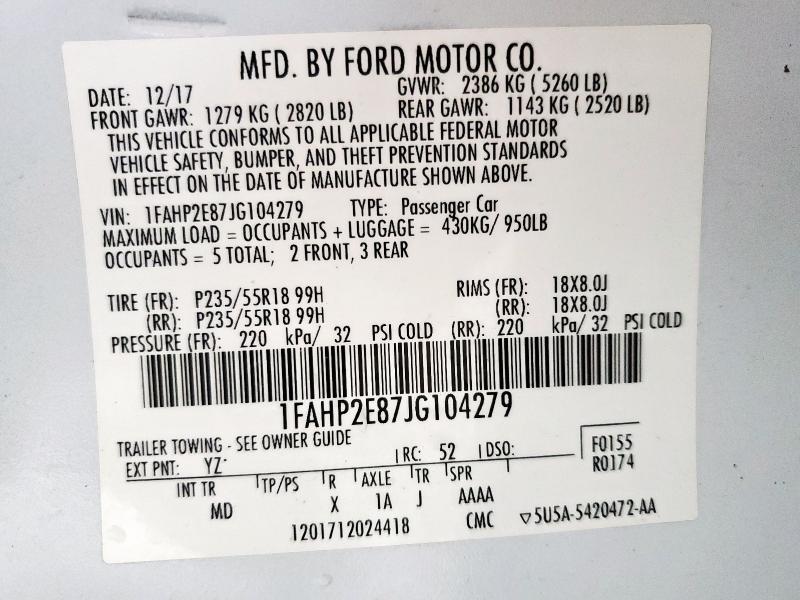 MFD. BY FORD MOTOR CO.
DATE: 12/17 GVWR: 2386 KG ( 5260 LB)
FRONT GAWR: 1279 KG ( 2820 LB) REAR GAWR: 1143 KG ( 2520 LB)
THIS VEHICLE CONFORMS TO ALL APPLICABLE FEDERAL MOTOR
VEHICLE SAFETY, BUMPER, AND THEFT PREVENTION STANDARDS
IN EFFECT ON THE DATE OF MANUFACTURE SHOWN ABOVE.
VIN: 1FAHP2E87JG104279 TYPE: Passenger Car
MAXIMUM LOAD = OCCUPANTS + LUGGAGE = 430KG/ 950LB
OCCUPANTS = 5 TOTAL; 2 FRONT, 3 REAR
TIRE (FR): P235/55R18 99H RIMS (FR): 18X8.0J
(RR): P235/55R18 99H (RR): 18X8.0J
PRESSURE (FR): 220 kPa/ 32 PSI COLD (RR): 220 kPa/ 32 PSI COLD
1FAHP2E87JG104279
TRAILER TOWING - SEE OWNER GUIDE
EXT PNT: YZ RC: 52 DSO: F0155
R0174
INT TR TP/PS R AXLE TR SPR
MD X 1A J AAAA
1201712024418 CMC ▽5U5A-5420472-AA